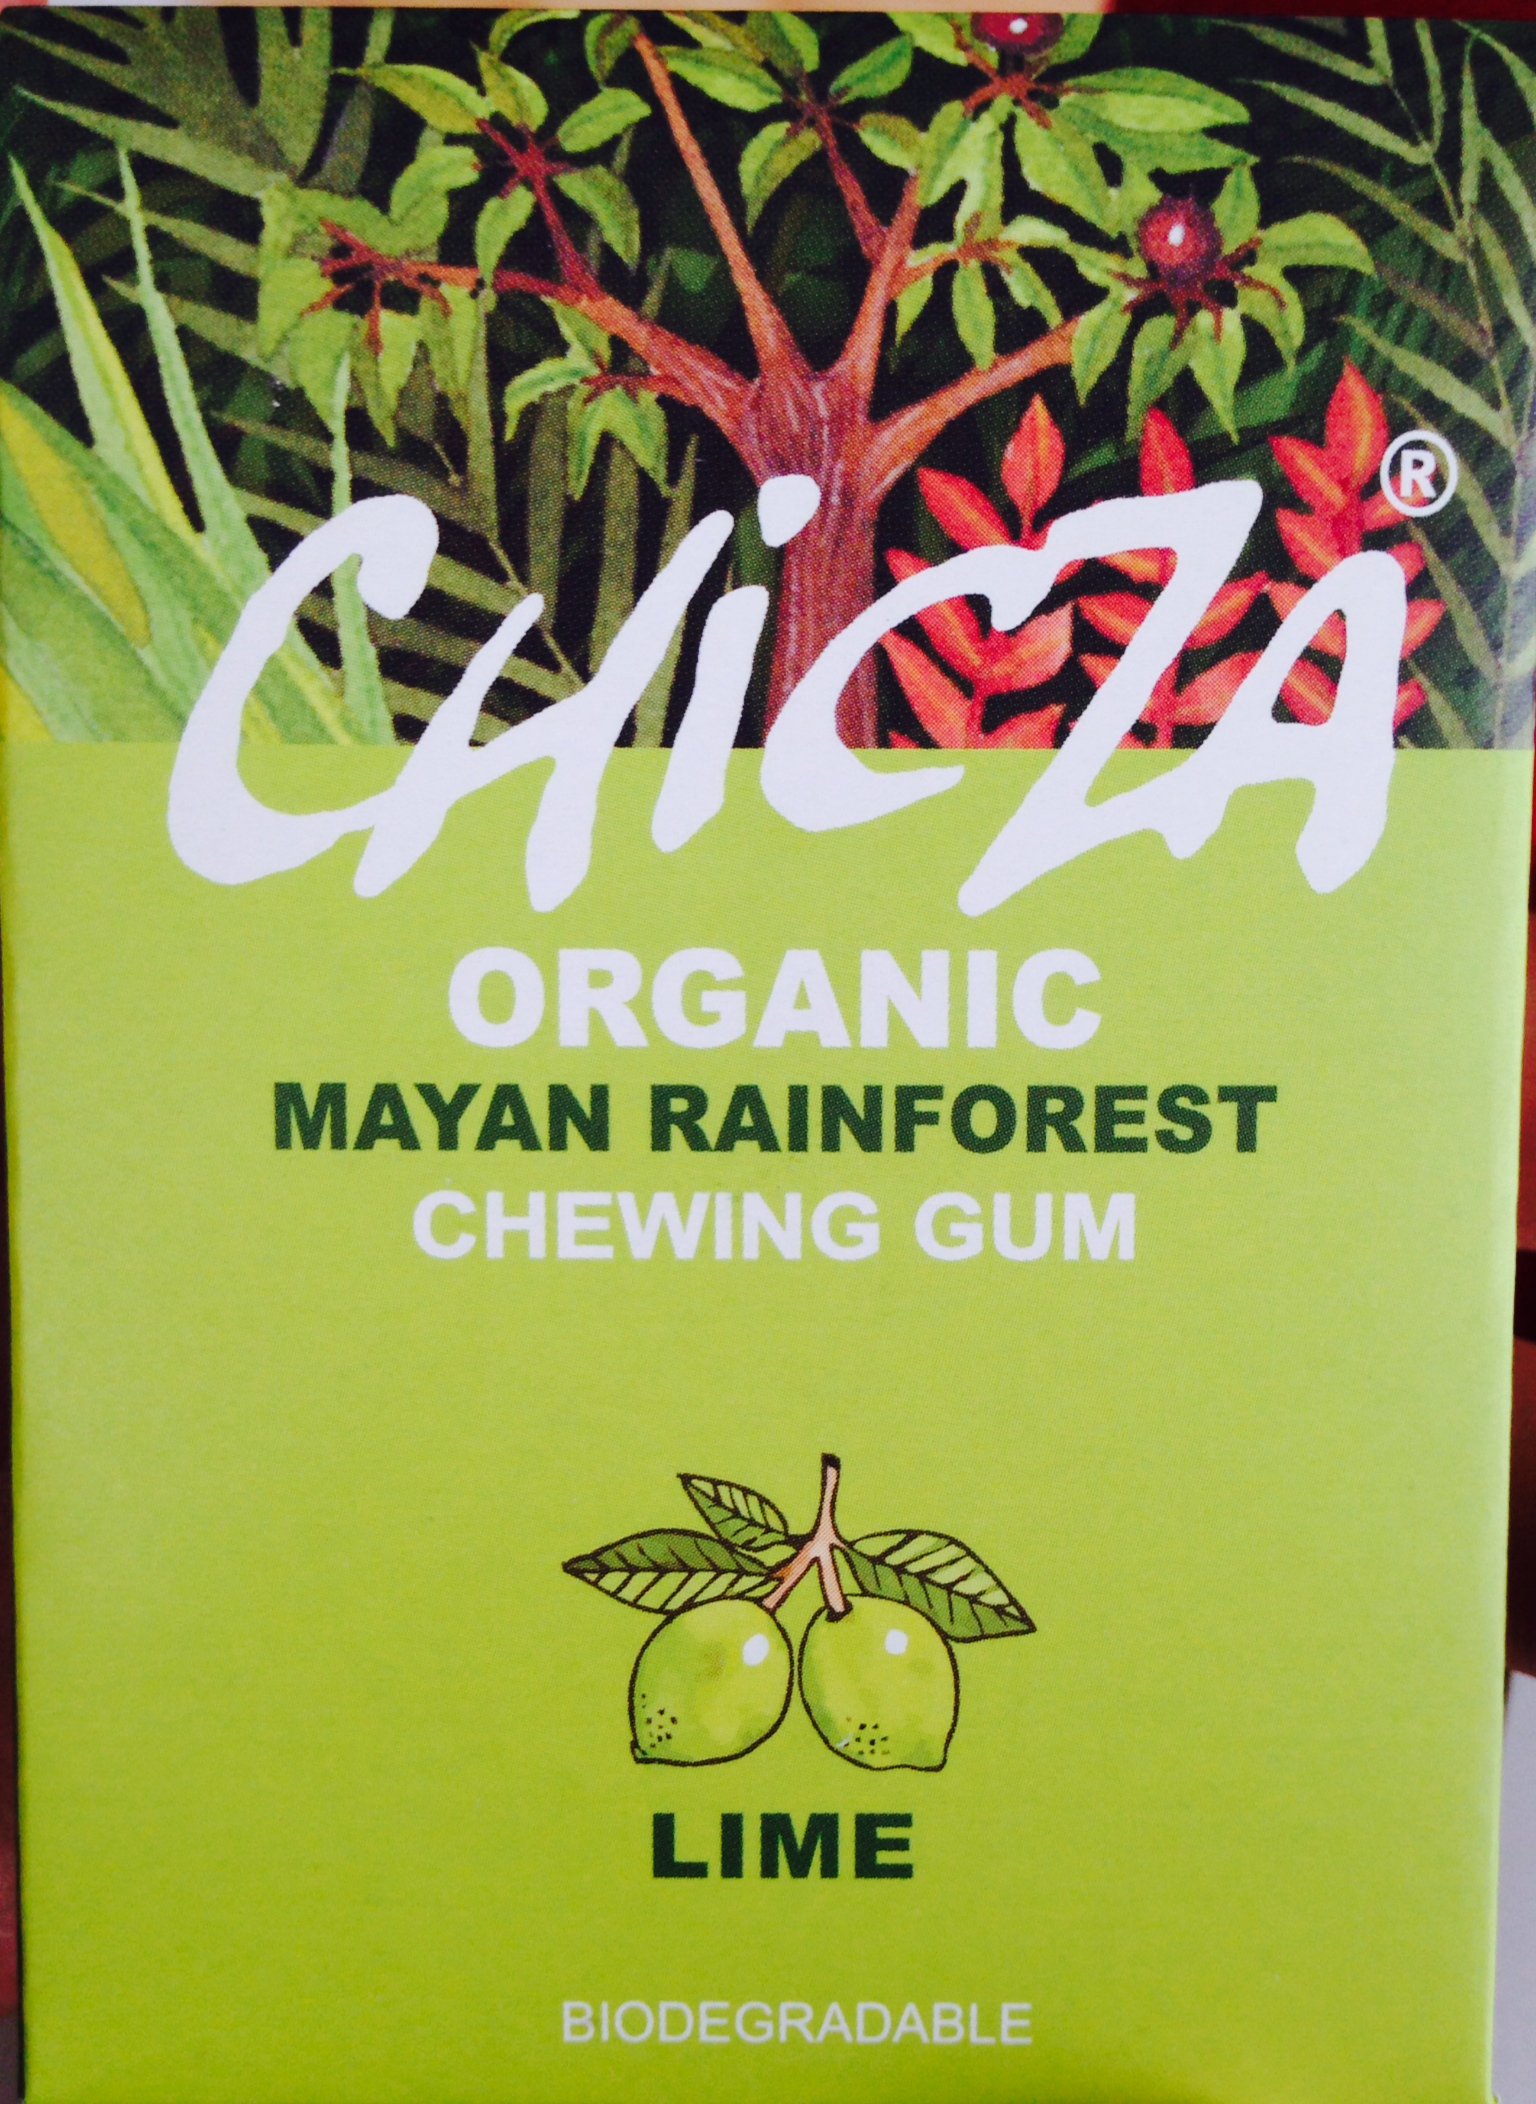 CHiCZA®
ORGANIC
MAYAN RAINFOREST
CHEWING GUM
LIME
BIODEGRADABLE